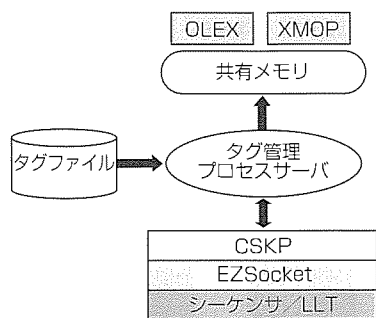 OLEX XMOP
共有メモリ
タグファイル
タグ管理
プロセスサーバ
CSKP
EZSocket
シーケンサ/LLT